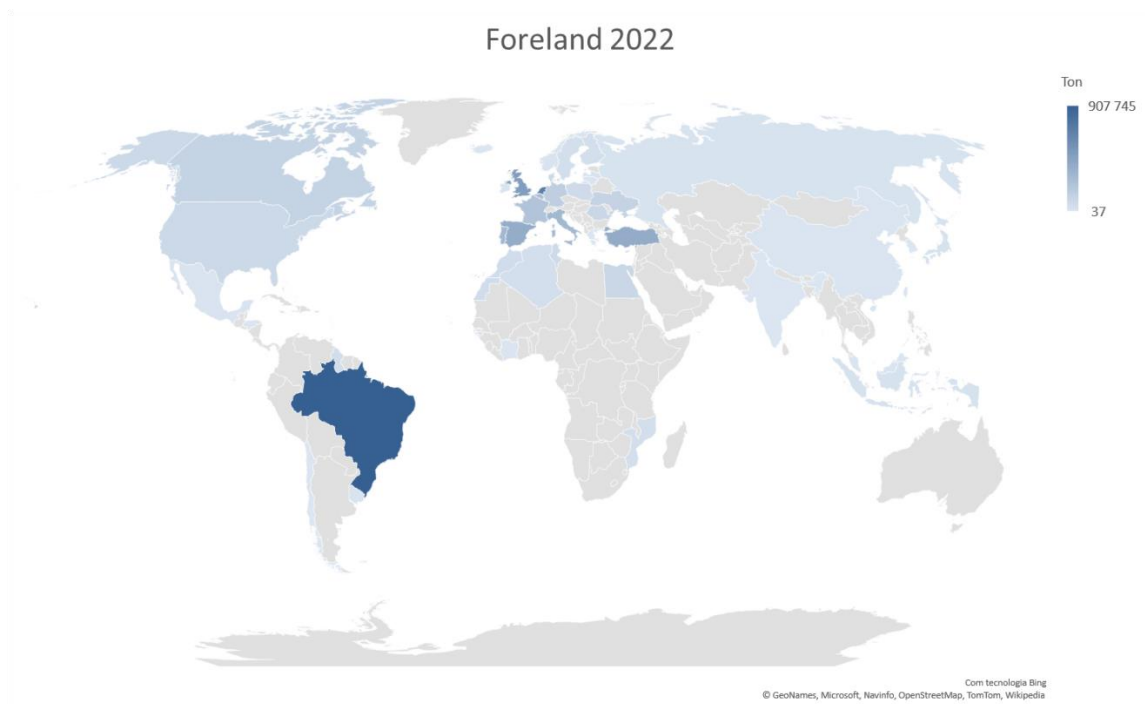 Foreland 2022
Ton
907 745
37
Com tecnologia Bing
© GeoNames, Microsoft, Navinfo, OpenStreetMap, TomTom, Wikipedia